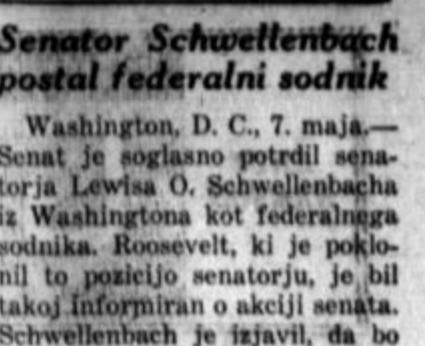 Senator Schwellenbach
postal federalni sodnik
Washington, D. C., 7. maja.—
Senat je soglasno potrdil sena-
torja Lewisa O. Schwellenbacha
iz Washingtona kot federalnega
sodnika. Roosevelt, ki je poklo-
nil to pozicijo senatorju, je bil
takoj informiran o akciji senata.
Schwellenbach je izjavil, da bo